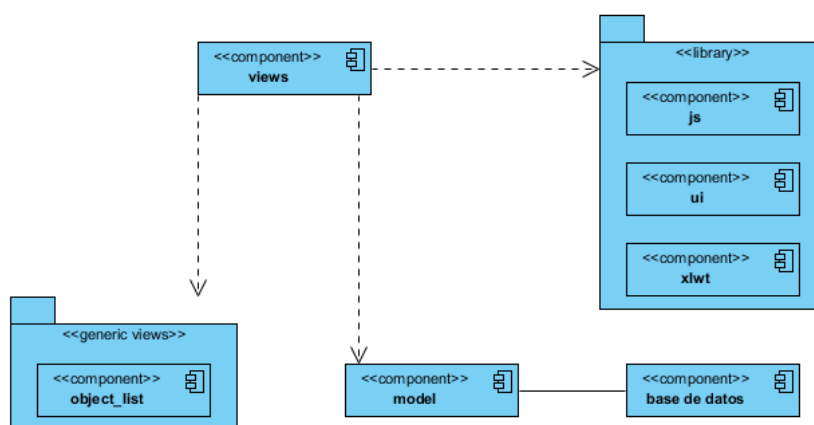 <<component>>
views
<<library>>
<<component>>
js
<<component>>
ui
<<component>>
xlwt
<<generic views>>
<<component>>
object_list
<<component>>
model
<<component>>
base de datos